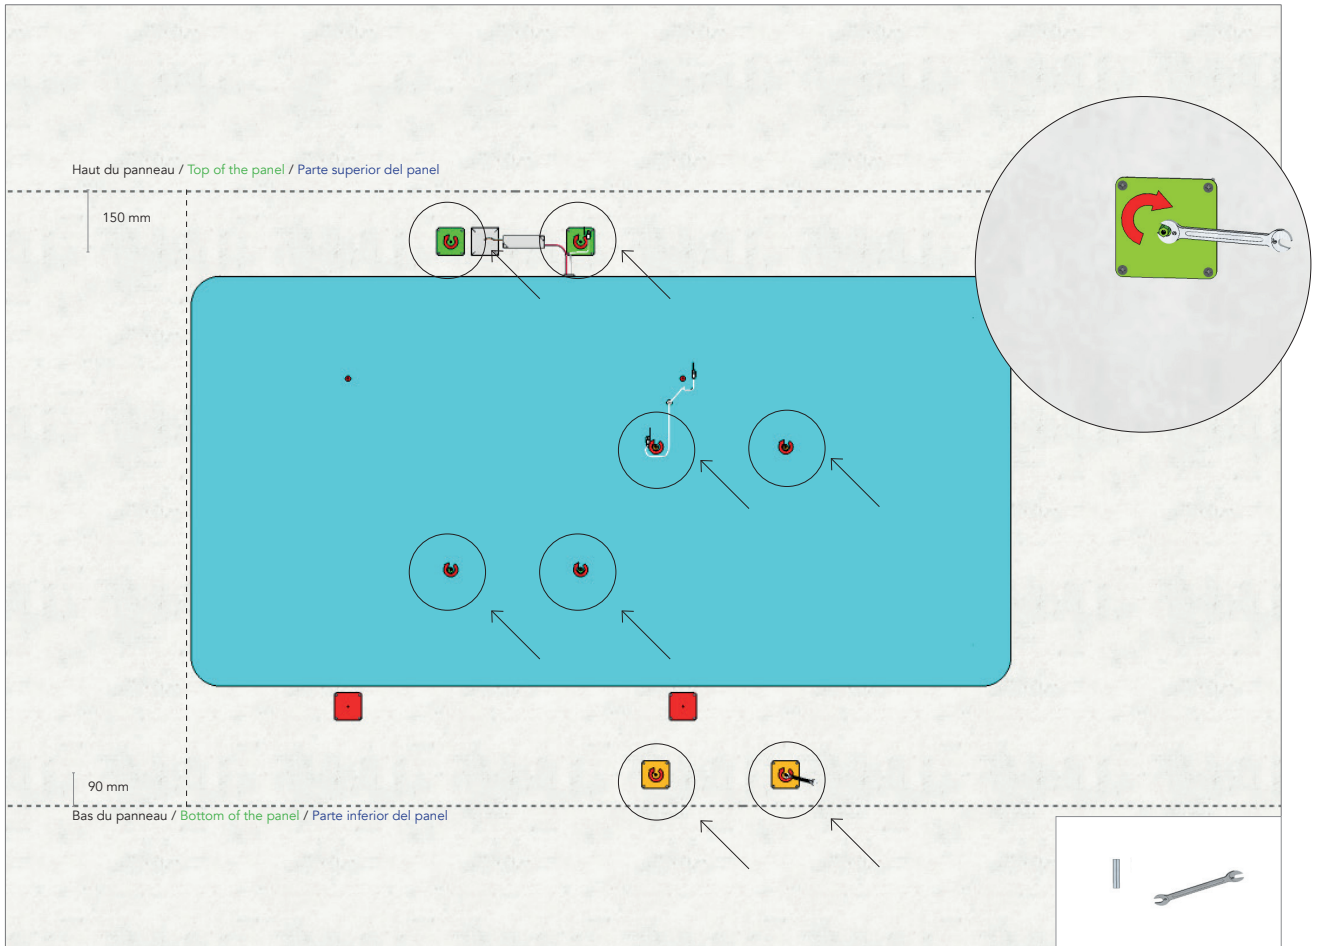 Haut du panneau / Top of the panel / Parte superior del panel
150 mm
90 mm
Bas du panneau / Bottom of the panel / Parte inferior del panel